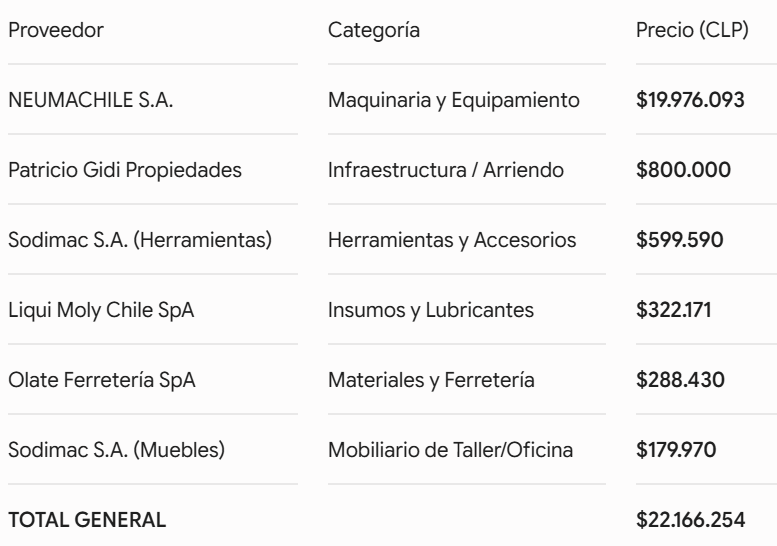 Proveedor Categoría Precio (CLP)
NEUMACHILE S.A. Maquinaria y Equipamiento $19.976.093
Patricio Gidi Propiedades Infraestructura / Arriendo $800.000
Sodimac S.A. (Herramientas) Herramientas y Accesorios $599.590
Liqui Moly Chile SpA Insumos y Lubricantes $322.171
Olate Ferretería SpA Materiales y Ferretería $288.430
Sodimac S.A. (Muebles) Mobiliario de Taller/Oficina $179.970
TOTAL GENERAL $22.166.254